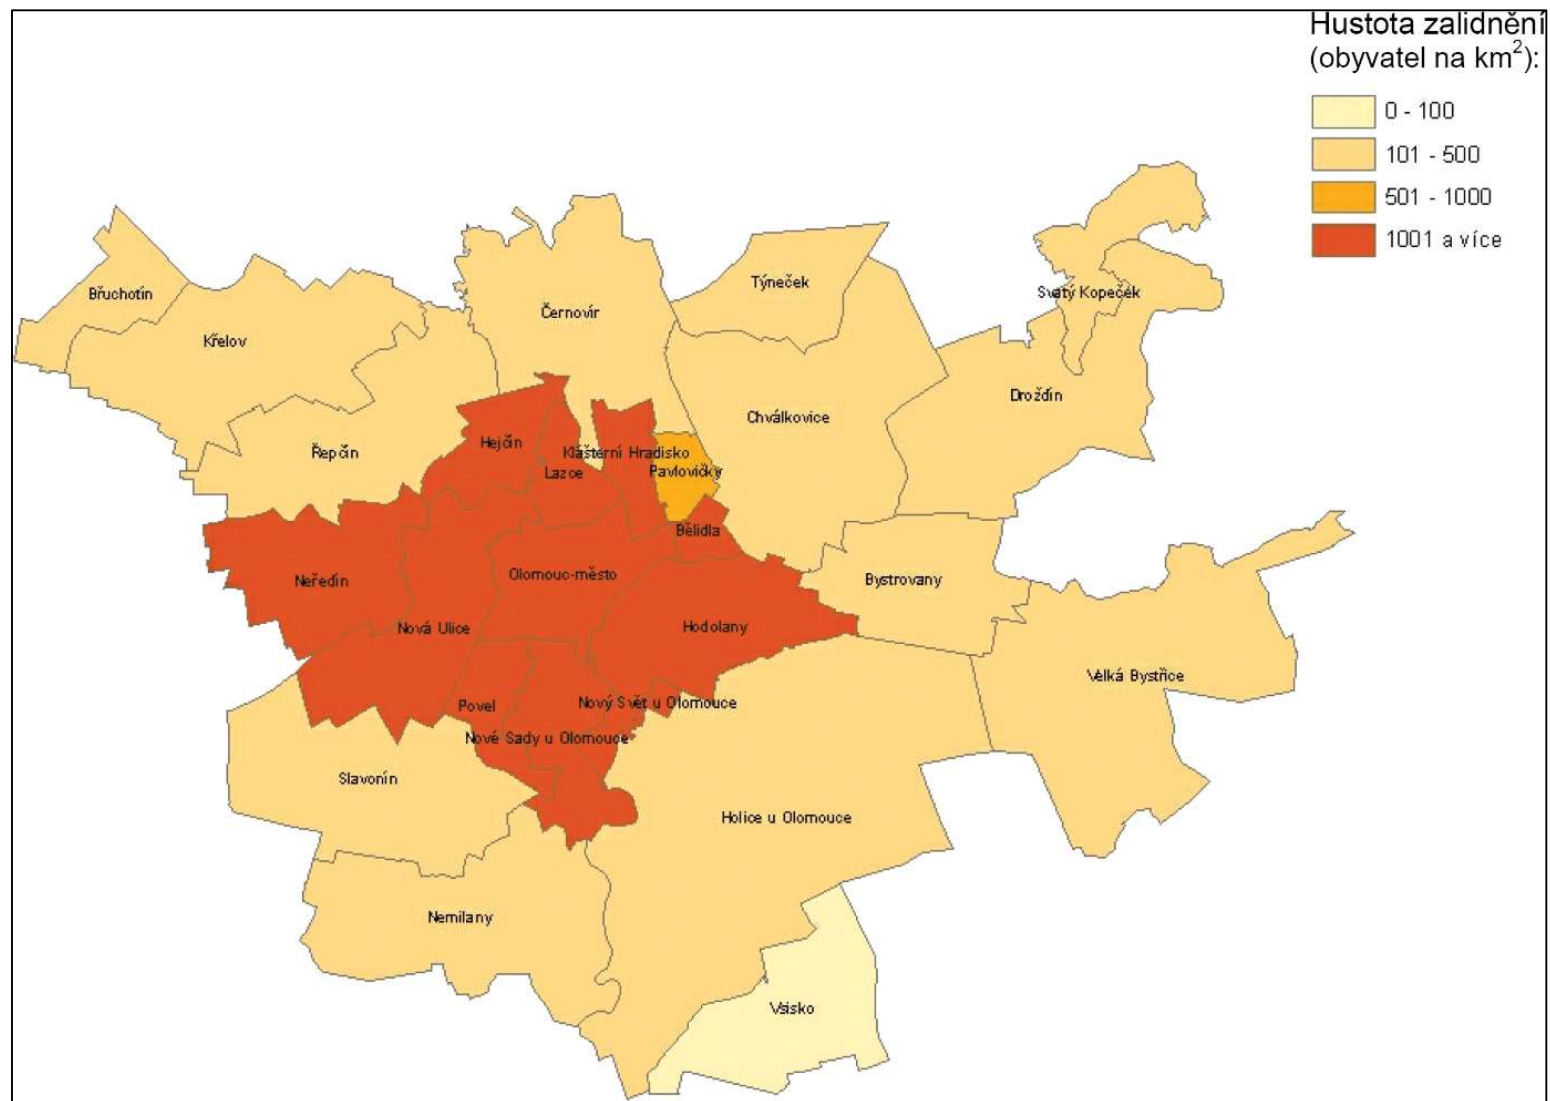 Hustota zalidnění
(obyvatel na km²):
0 - 100
101 - 500
501 - 1000
1001 a více
Břuchotín
Křelov
Černovír
Týneček
Svatý Kopeček
Droždín
Chválkovice
Řepčín
Hejčín
Klášterní Hradisko
Lazce
Pavlovičky
Bělidla
Neředín
Olomouc-město
Bystrovany
Nová Ulice
Hodolany
Velká Bystřice
Povel
Nový Svět u Olomouce
Nové Sady u Olomouce
Slavonín
Holice u Olomouce
Nemilany
Vsisko